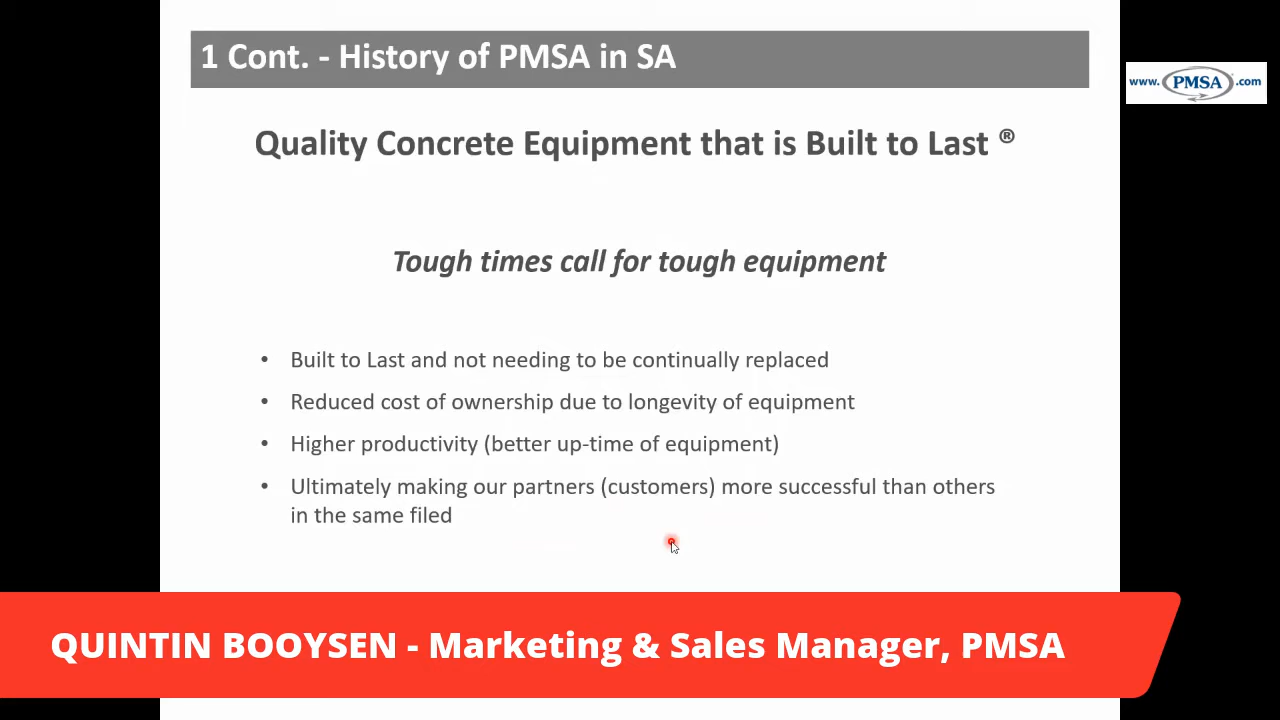 1 Cont. - History of PMSA in SA
www. PMSA® .com
Quality Concrete Equipment that is Built to Last ®
Tough times call for tough equipment
• Built to Last and not needing to be continually replaced
• Reduced cost of ownership due to longevity of equipment
• Higher productivity (better up-time of equipment)
• Ultimately making our partners (customers) more successful than others
in the same filed
QUINTIN BOOYSEN - Marketing & Sales Manager, PMSA